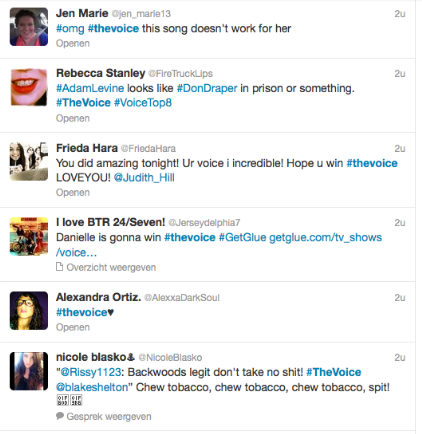 Jen Marie @jen_marie13 2u
#omg #thevoice this song doesn't work for her
Openen
Rebecca Stanley @FireTruckLips 2u
#AdamLevine looks like #DonDraper in prison or something.
#TheVoice #VoiceTop8
Openen
Frieda Hara @FriedaHara 2u
You did amazing tonight! Ur voice i incredible! Hope u win #thevoice
LOVEYOU! @Judith_Hill
Openen
I love BTR 24/Seven! @Jerseydelphia7 2u
Danielle is gonna win #thevoice #GetGlue getglue.com/tv_shows
/voice…
Overzicht weergeven
Alexandra Ortiz. @AlexxaDarkSoul 2u
#thevoice♥
Openen
nicole blasko⚓ @NicoleBlasko 2u
“@Rissy1123: Backwoods legit don't take no shit! #TheVoice
@blakeshelton” Chew tobacco, chew tobacco, chew tobacco, spit!
Gesprek weergeven